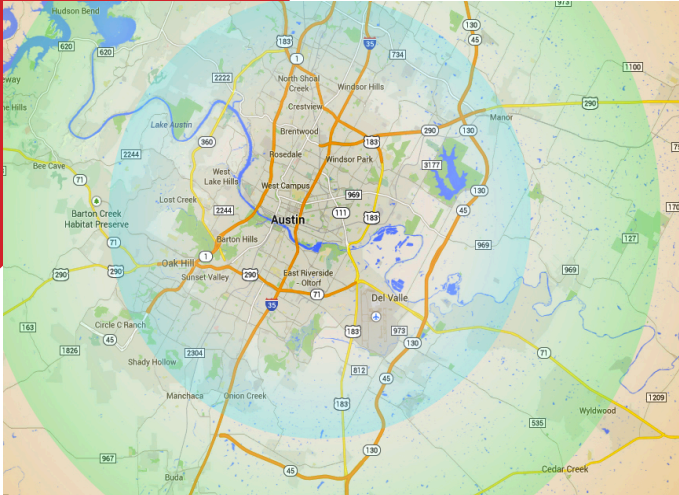 Hudson Bend
973
130
183
45
620
35
620
1
734
1100
2222
North Shoal
Creek
Windsor Hills
290
Crestview
Lake Austin
Manor
Brentwood
290
130
360
183
2244
Rosedale
Windsor Park
Bee Cave
3177
West
Lake Hills
71
West Campus
130
Lost Creek
969
Barton Creek
Habitat Preserve
2244
111
183
45
Austin
127
71
Barton Hills
969
1
Oak Hill
290
290
Sunset Valley
290
East Riverside
- Oltorf
969
71
Del Valle
35
163
Circle C Ranch
183
973
45
130
1826
2304
71
Shady Hollow
812
45
Manchaca
Onion Creek
1209
183
Wyldwood
535
130
967
45
Cedar Creek
Buda